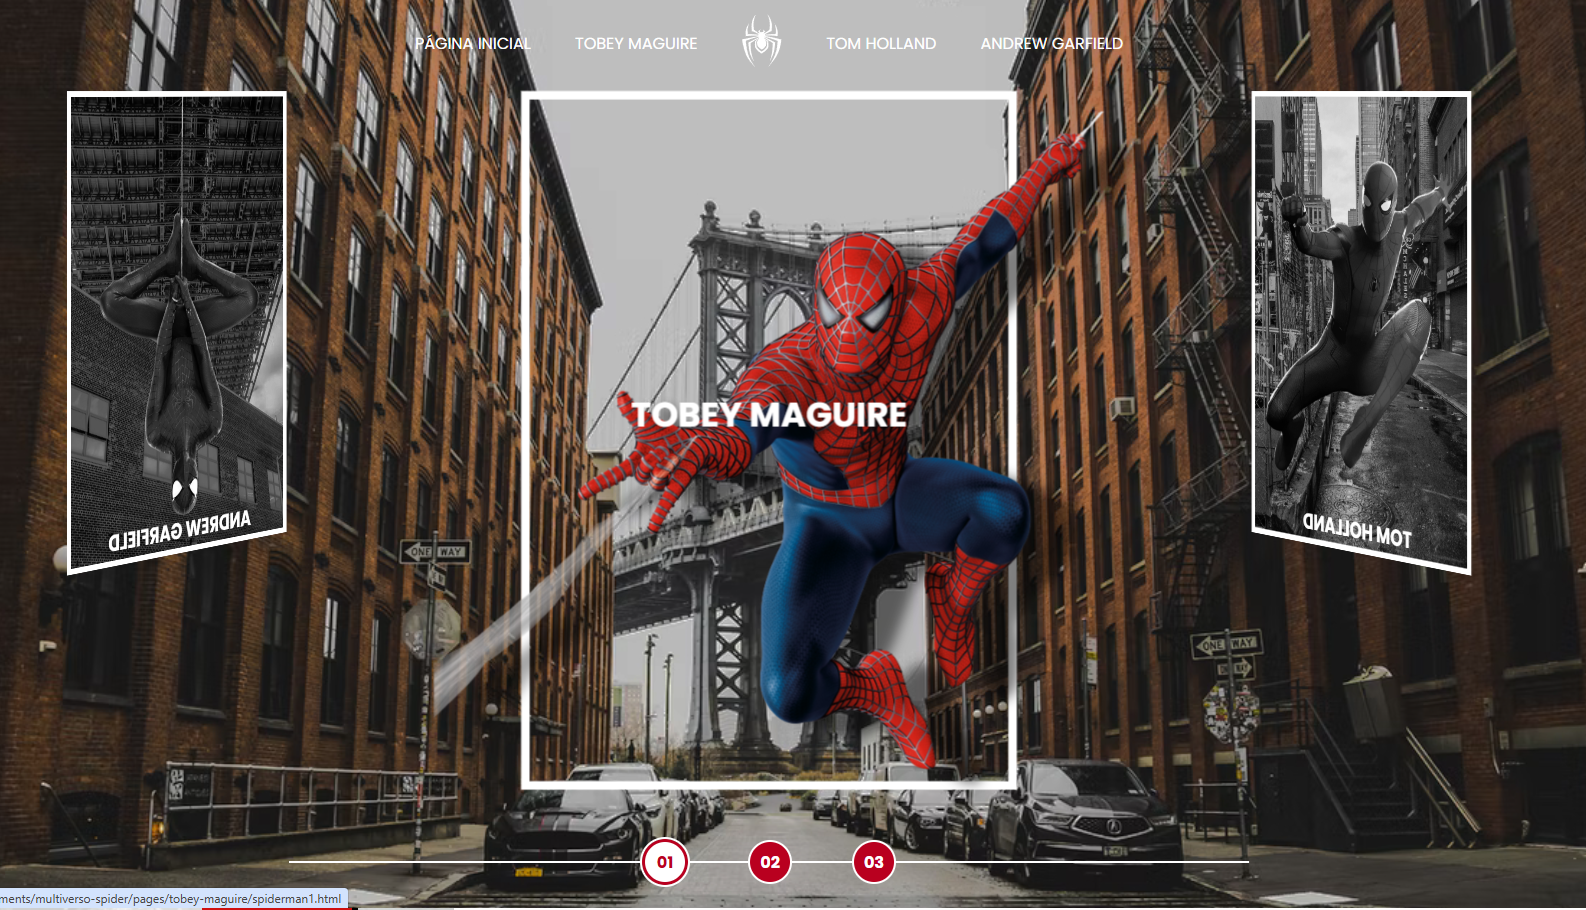 PÁGINA INICIAL
TOBEY MAGUIRE
TOM HOLLAND
ANDREW GARFIELD
TOBEY MAGUIRE
ANDREW GARFIELD
TOM HOLLAND
ONE WAY
ONE WAY
01
02
03
ments/multiverso-spider/pages/tobey-maguire/spiderman1.html